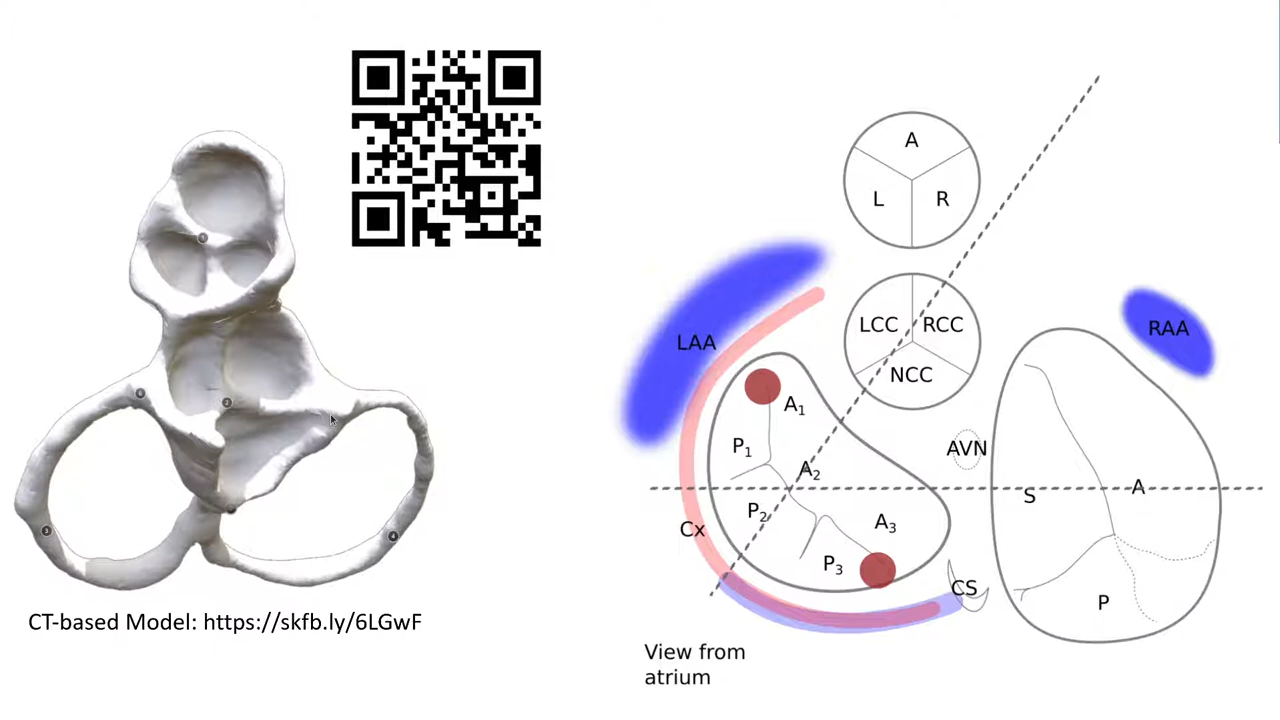 CT-based Model: https://skfb.ly/6LGwF
A
L
R
LAA
LCC
RCC
NCC
RAA
A1
P1
A2
AVN
P2
A3
S
A
Cx
P3
CS
P
View from
atrium